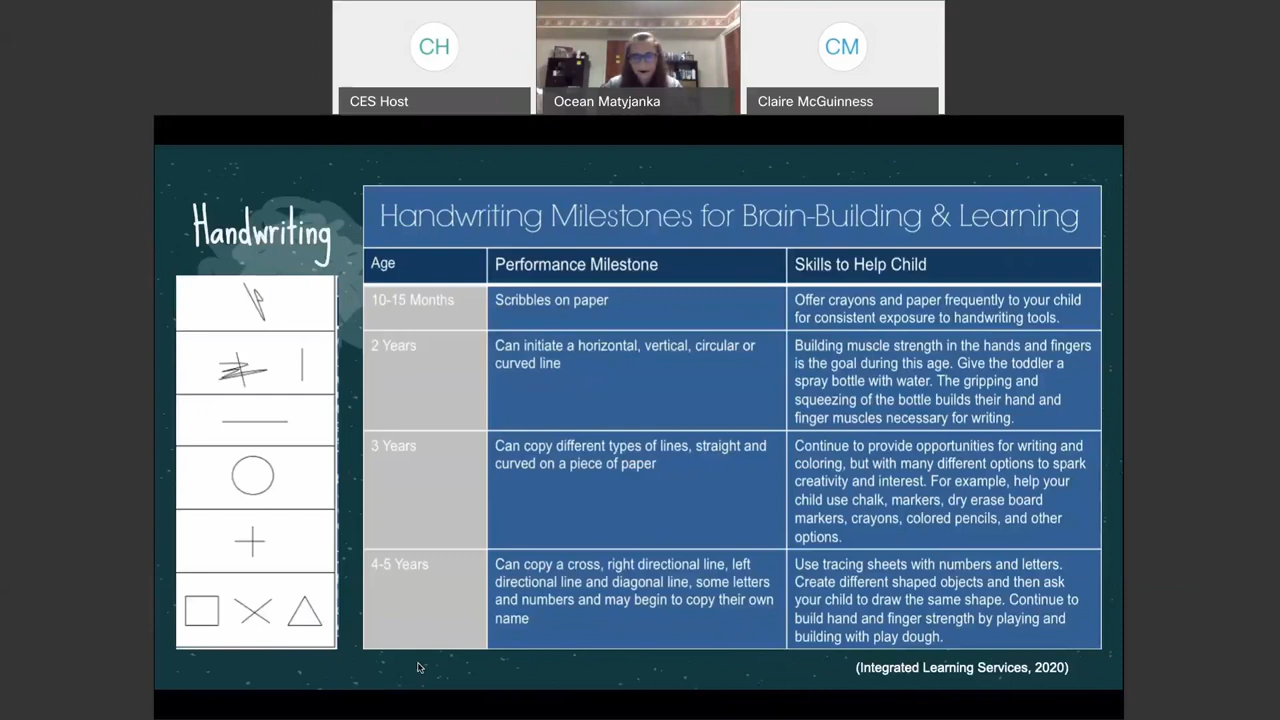 CH
CM
CES Host
Ocean Matyjanka
Claire McGuinness
Handwriting
Handwriting Milestones for Brain-Building & Learning
Age
Performance Milestone
Skills to Help Child
10-15 Months
Scribbles on paper
Offer crayons and paper frequently to your child
for consistent exposure to handwriting tools.
2 Years
Can initiate a horizontal, vertical, circular or
curved line
Building muscle strength in the hands and fingers
is the goal during this age. Give the toddler a
spray bottle with water. The gripping and
squeezing of the bottle builds their hand and
finger muscles necessary for writing.
3 Years
Can copy different types of lines, straight and
curved on a piece of paper
Continue to provide opportunities for writing and
coloring, but with many different options to spark
creativity and interest. For example, help your
child use chalk, markers, dry erase board
markers, crayons, colored pencils, and other
options.
4-5 Years
Can copy a cross, right directional line, left
directional line and diagonal line, some letters
and numbers and may begin to copy their own
name
Use tracing sheets with numbers and letters.
Create different shaped objects and then ask
your child to draw the same shape. Continue to
build hand and finger strength by playing and
building with play dough.
(Integrated Learning Services, 2020)